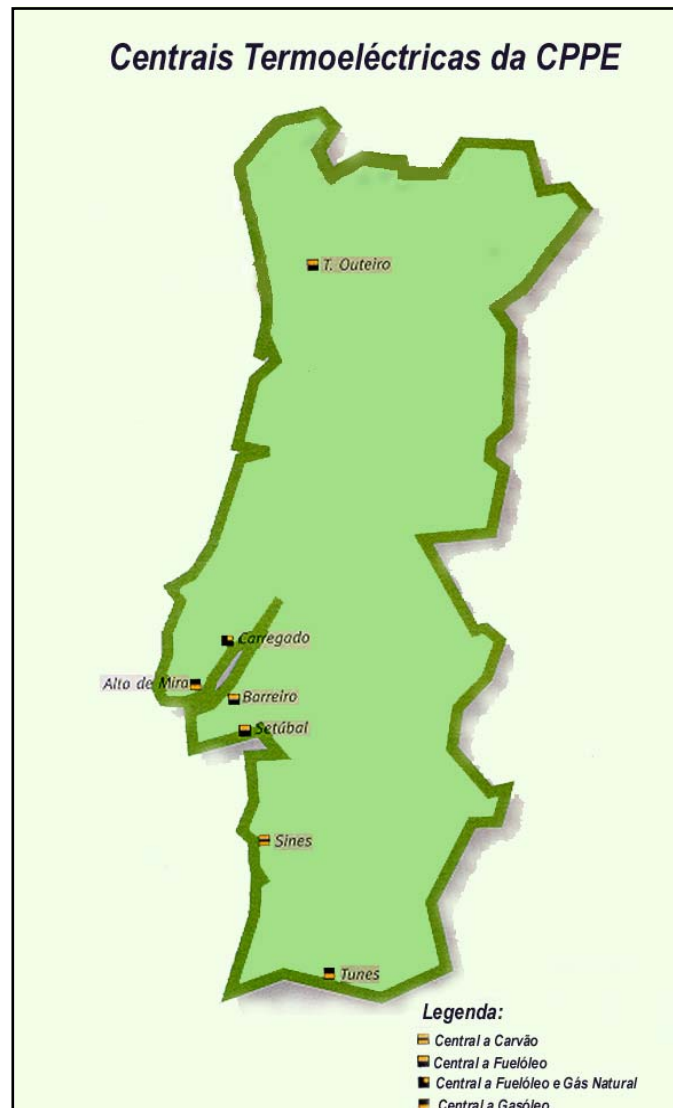 Centrais Termoeléctricas da CPPE
T. Outeiro
Carregado
Alto de Mira
Barreiro
Setúbal
Sines
Tunes
Legenda:
Central a Carvão
Central a Fuelóleo
Central a Fuelóleo e Gás Natural
Central a Gasóleo